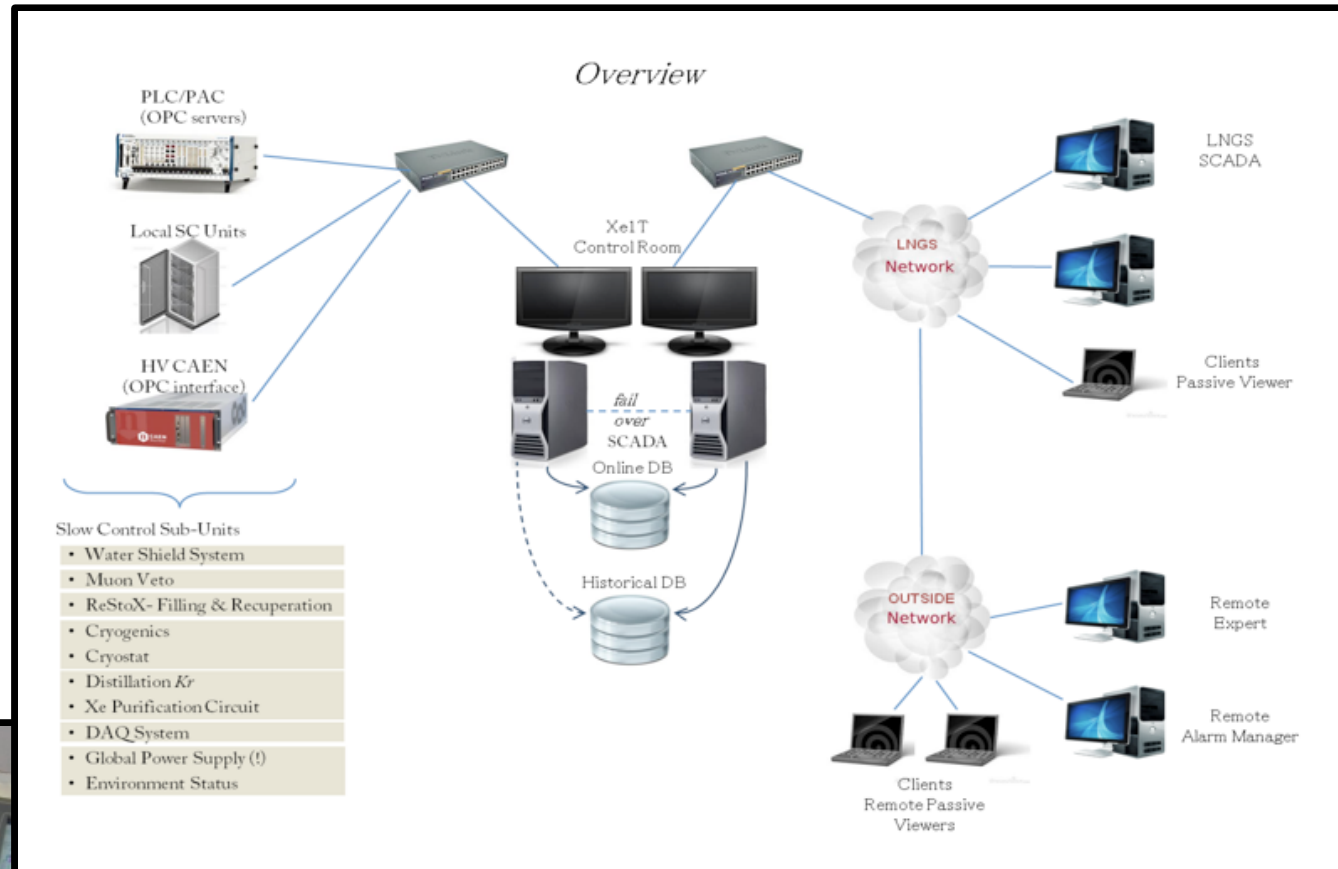 Overview
PLC/PAC
(OPC servers)
Local SC Units
HV CAEN
(OPC interface)
CAEN
Slow Control Sub-Units
• Water Shield System
• Muon Veto
• ReStoX- Filling & Recuperation
• Cryogenics
• Cryostat
• Distillation Kr
• Xe Purification Circuit
• DAQ System
• Global Power Supply (!)
• Environment Status
Xe1T
Control Room
fail
over
SCADA
Online DB
Historical DB
LNGS
Network
LNGS
SCADA
Clients
Passive Viewer
OUTSIDE
Network
Remote
Expert
Remote
Alarm Manager
Clients
Remote Passive
Viewers